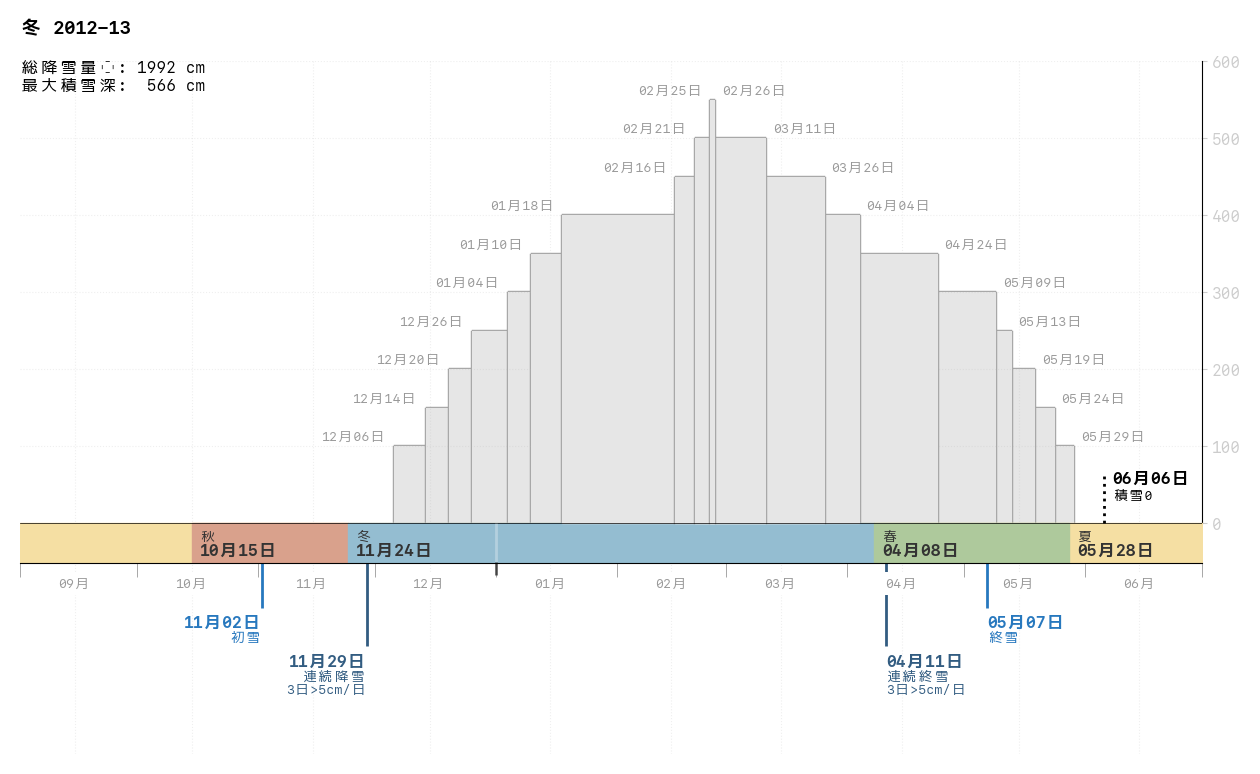 冬 2012−13
総降雪量◌: 1992 cm
最大積雪深: 566 cm
600
02月25日 02月26日
02月21日 03月11日
500
02月16日 03月26日
01月18日 04月04日
400
01月10日 04月24日
01月04日 05月09日
300
12月26日 05月13日
12月20日 05月19日
200
12月14日 05月24日
12月06日 05月29日
100
06月06日
積雪0
0
秋 冬 春 夏
10月15日 11月24日 04月08日 05月28日
09月 10月 11月 12月 01月 02月 03月 04月 05月 06月
11月02日 05月07日
初雪 終雪
11月29日 04月11日
連続降雪 連続終雪
3日>5cm/日 3日>5cm/日